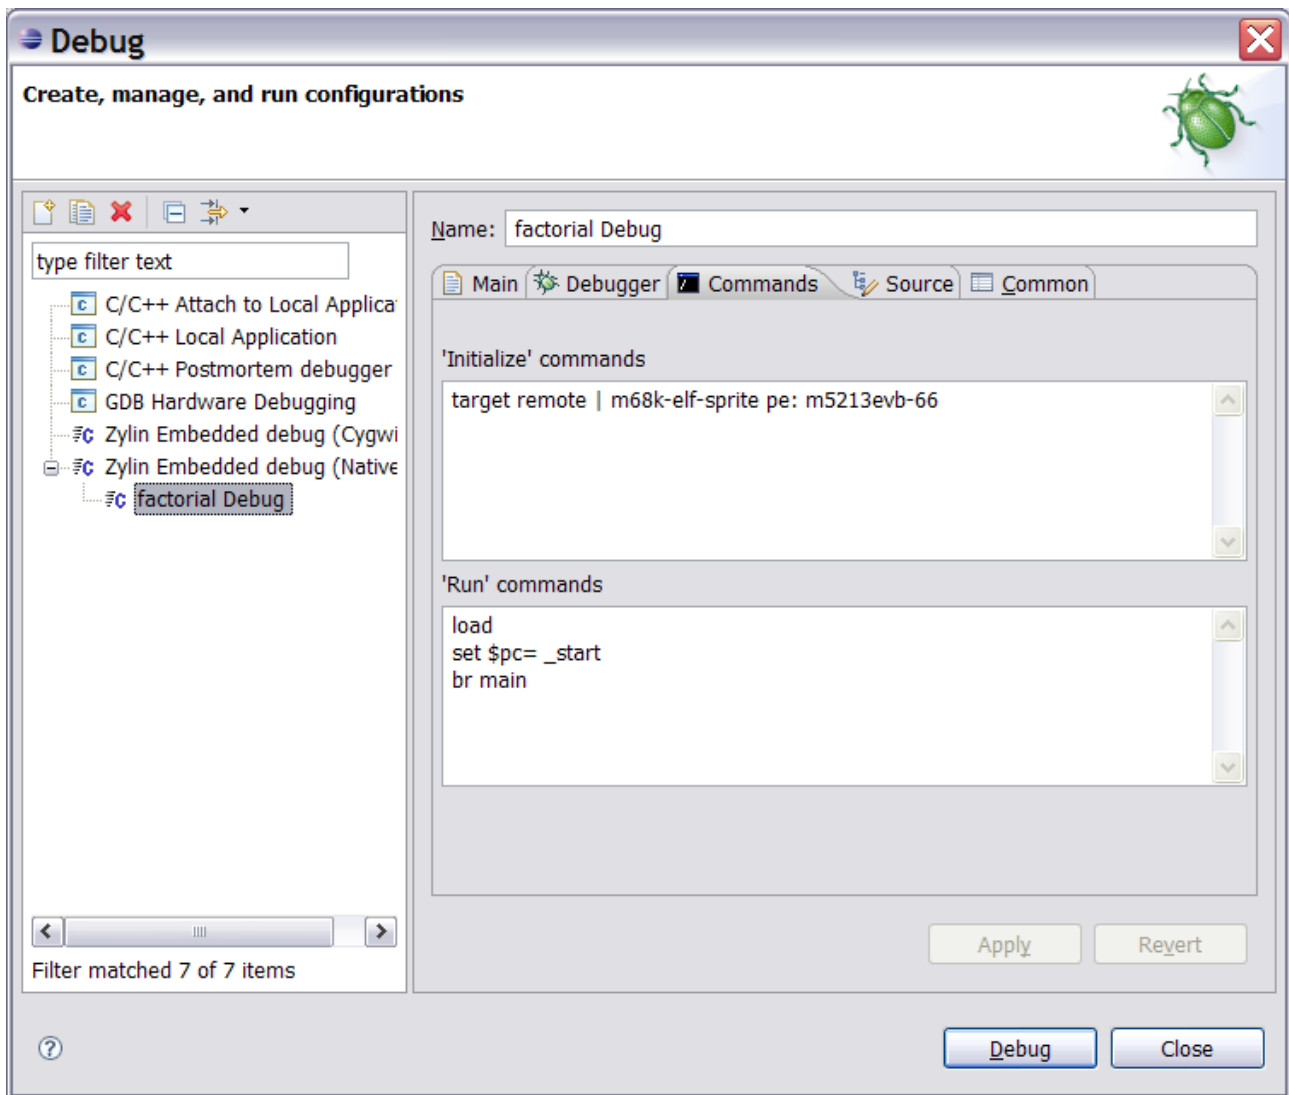 Debug
Create, manage, and run configurations
type filter text
C/C++ Attach to Local Applica
C/C++ Local Application
C/C++ Postmortem debugger
GDB Hardware Debugging
Zylin Embedded debug (Cygwi
Zylin Embedded debug (Native
factorial Debug
Filter matched 7 of 7 items
Name: factorial Debug
Main Debugger Commands Source Common
'Initialize' commands
target remote | m68k-elf-sprite pe: m5213evb-66
'Run' commands
load
set $pc= _start
br main
Apply Revert
Debug Close